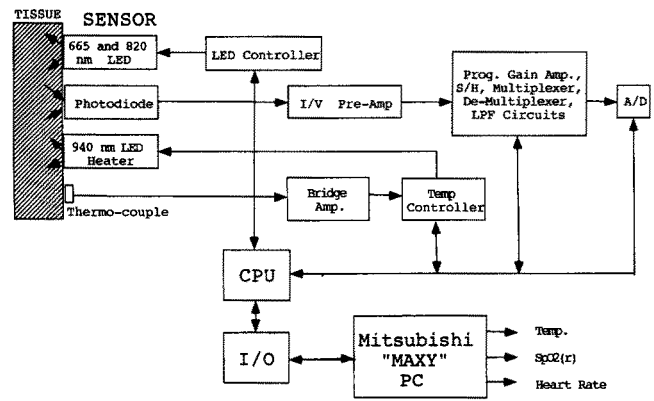 TISSUE
SENSOR
665 and 820
nm LED
LED Controller
Photodiode
I/V Pre-Amp
Prog. Gain Amp.,
S/H, Multiplexer,
De-Multiplexer,
LPF Circuits
A/D
940 nm LED
Heater
Thermo-couple
Bridge
Amp.
Temp
Controller
CPU
I/O
Mitsubishi
"MAXY"
PC
Temp.
SpO2(r)
Heart Rate